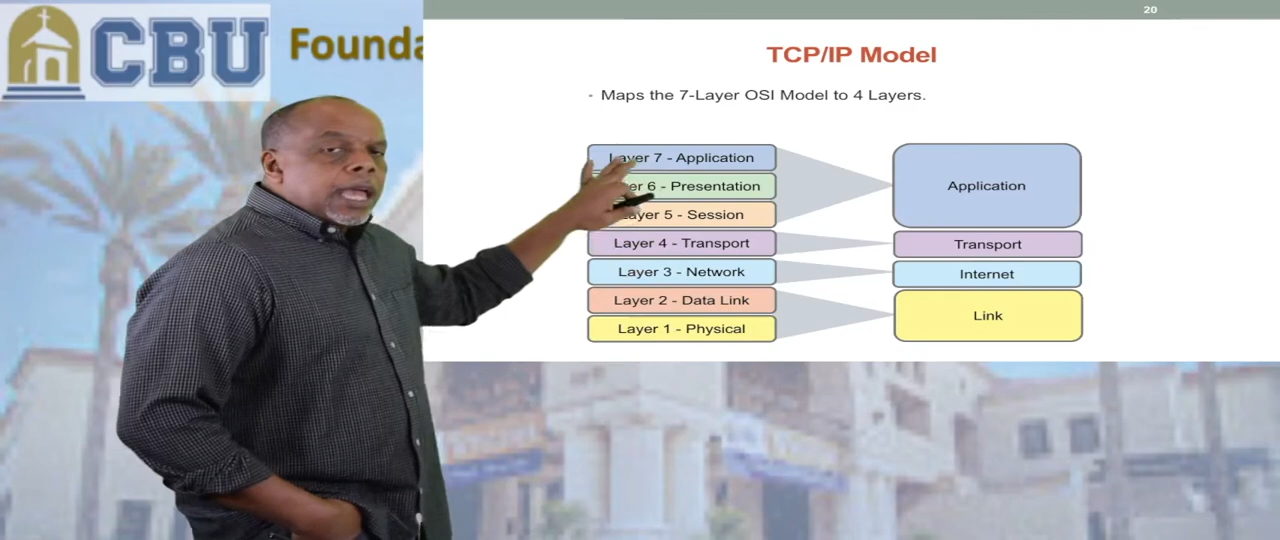 CBU
Founda
20
TCP/IP Model
• Maps the 7-Layer OSI Model to 4 Layers.
Layer 7 - Application
Layer 6 - Presentation
Layer 5 - Session
Layer 4 - Transport
Layer 3 - Network
Layer 2 - Data Link
Layer 1 - Physical
Application
Transport
Internet
Link